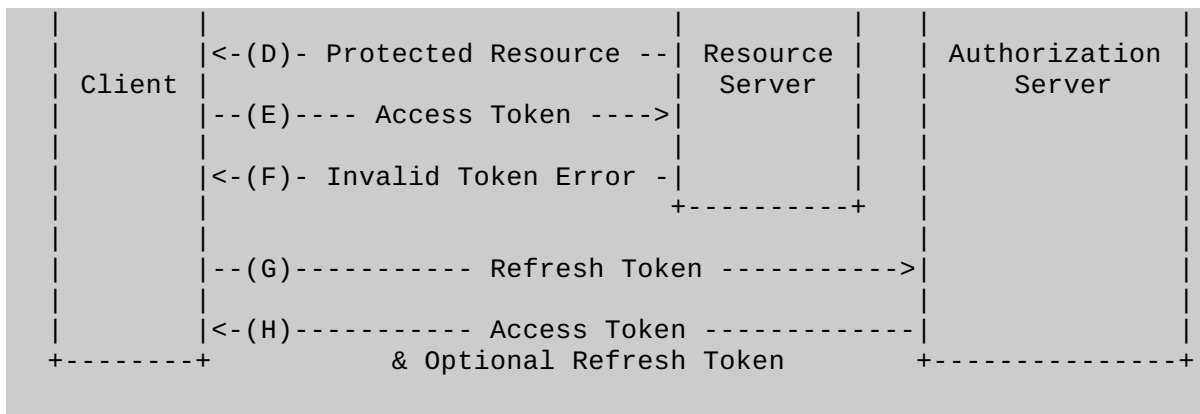 |        |                            |          |   |               |
|        |<-(D)- Protected Resource --| Resource |   | Authorization |
| Client |                            |  Server  |   |     Server    |
|        |--(E)---- Access Token ---->|          |   |               |
|        |                            |          |   |               |
|        |<-(F)- Invalid Token Error -|          |   |               |
|        |                            +----------+   |               |
|        |                                           |               |
|        |--(G)----------- Refresh Token ----------->|               |
|        |                                           |               |
|        |<-(H)----------- Access Token -------------|               |
+--------+           & Optional Refresh Token        +---------------+